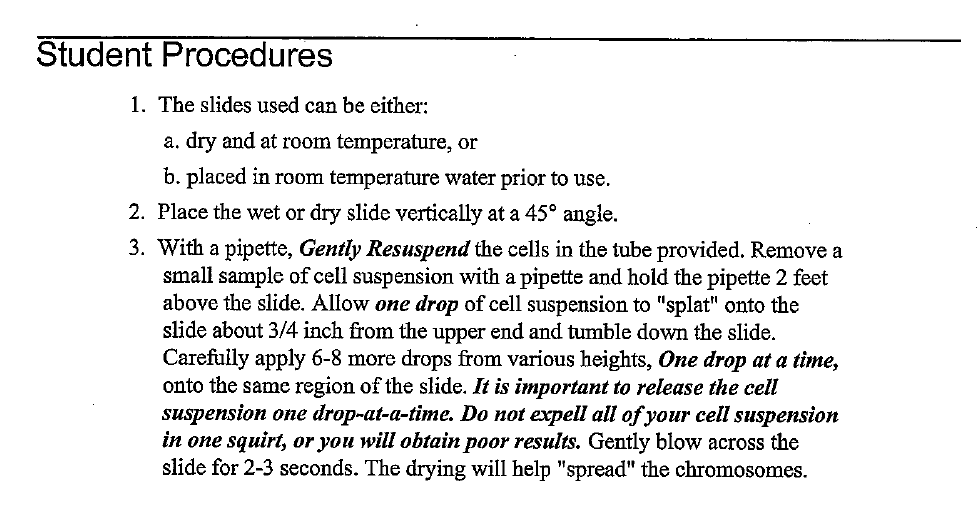 Student Procedures
1. The slides used can be either:
a. dry and at room temperature, or
b. placed in room temperature water prior to use.
2. Place the wet or dry slide vertically at a 45° angle.
3. With a pipette, Gently Resuspend the cells in the tube provided. Remove a
small sample of cell suspension with a pipette and hold the pipette 2 feet
above the slide. Allow one drop of cell suspension to "splat" onto the
slide about 3/4 inch from the upper end and tumble down the slide.
Carefully apply 6-8 more drops from various heights, One drop at a time,
onto the same region of the slide. It is important to release the cell
suspension one drop-at-a-time. Do not expell all of your cell suspension
in one squirt, or you will obtain poor results. Gently blow across the
slide for 2-3 seconds. The drying will help "spread" the chromosomes.